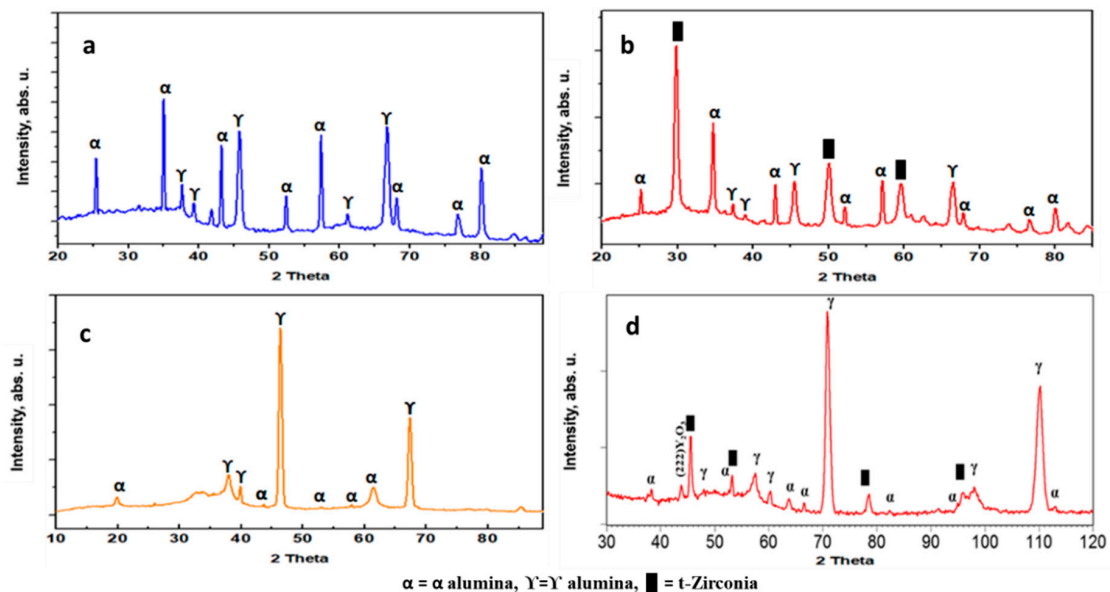 a
Intensity, abs. u.
α α ϒ ϒ α ϒ α α ϒ ϒ α α α
20 30 40 50 60 70 80
2 Theta
b
Intensity, abs. u.
α α ϒ ϒ α ϒ α α ϒ α α α
20 30 40 50 60 70 80
2 Theta
c
Intensity, abs. u.
α ϒ ϒ α ϒ α α α ϒ
10 20 30 40 50 60 70 80
2 Theta
d
Intensity, abs. u.
α (222)Y₂O₃ γ α γ γ α α γ α α γ γ α
30 40 50 60 70 80 90 100 110 120
2 Theta
α = α alumina, ϒ=ϒ alumina, = t-Zirconia